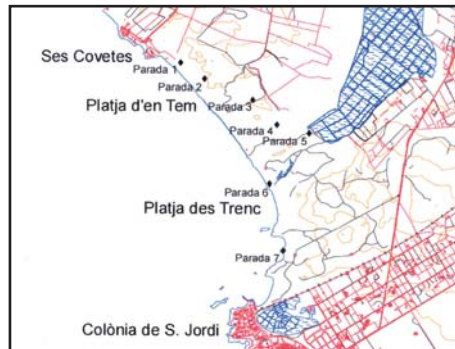 Ses Covetes
Parada 1
Parada 2
Platja d'en Tem
Parada 3
Parada 4
Parada 5
Parada 6
Platja des Trenc
Parada 7
Colònia de S. Jordi